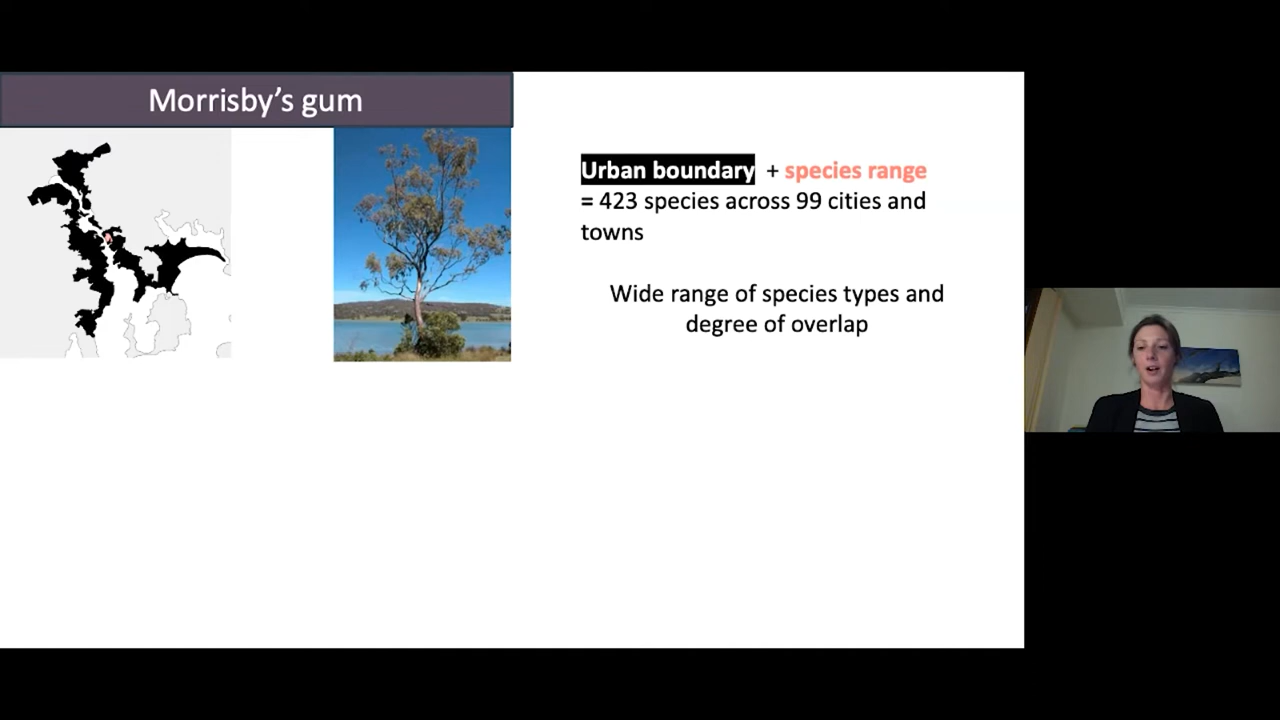 Morrisby’s gum
Urban boundary + species range
= 423 species across 99 cities and
towns
Wide range of species types and
degree of overlap